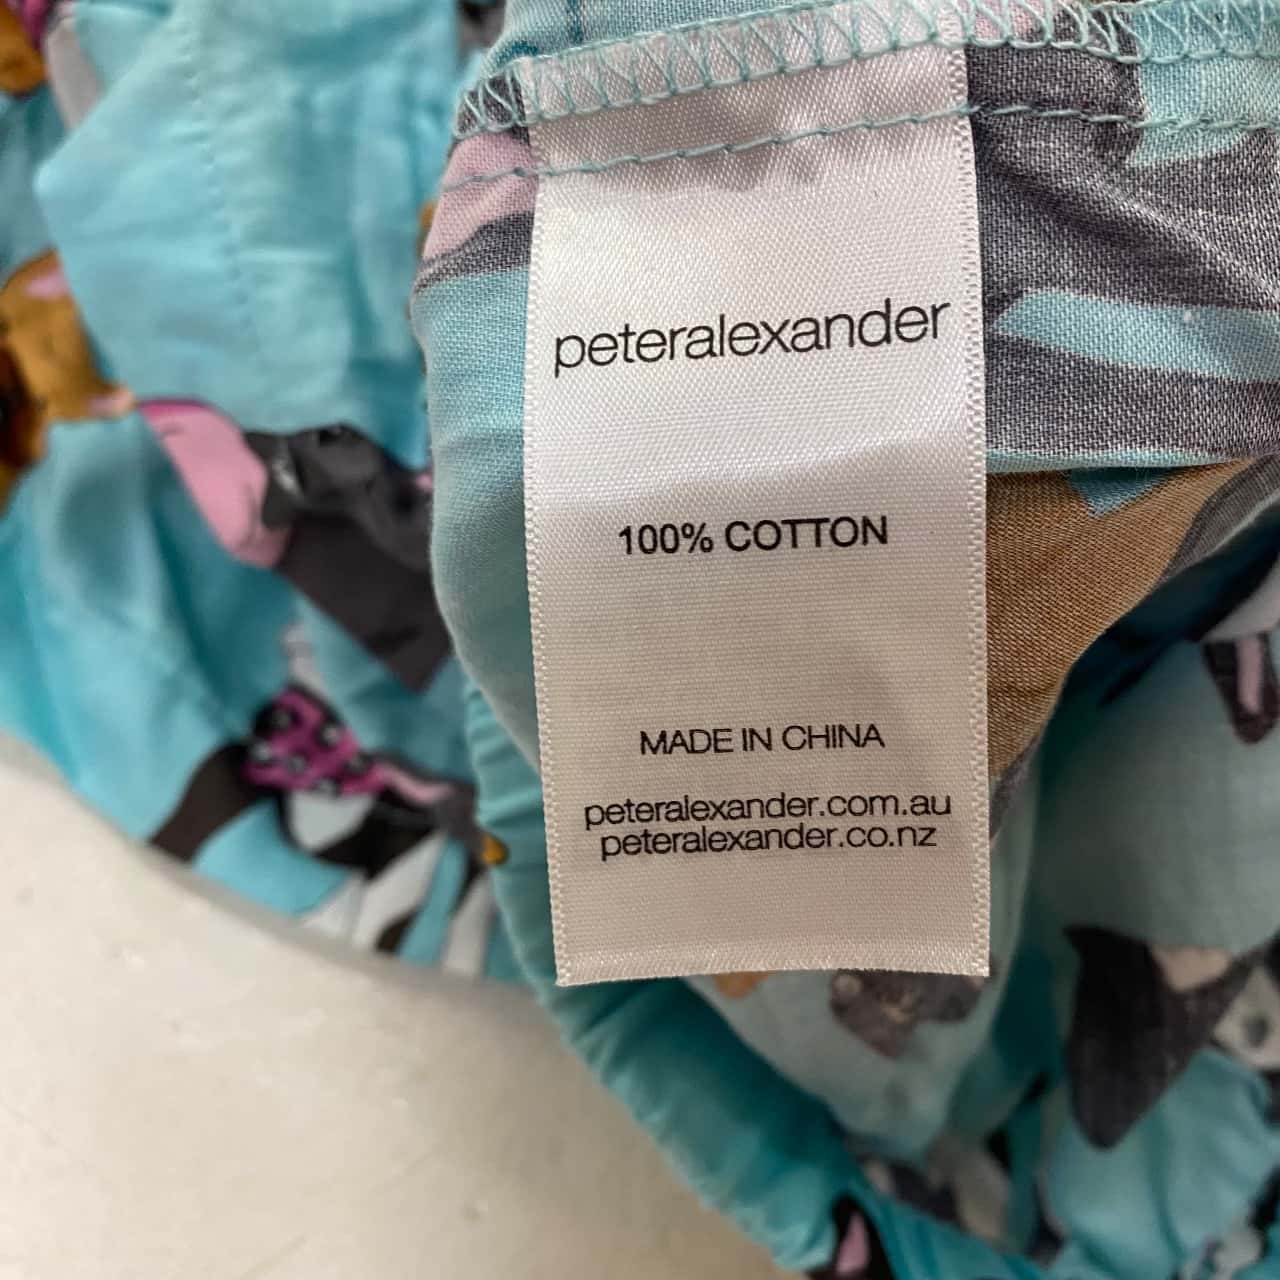 peteralexander
100% COTTON
MADE IN CHINA
peteralexander.com.au
peteralexander.co.nz